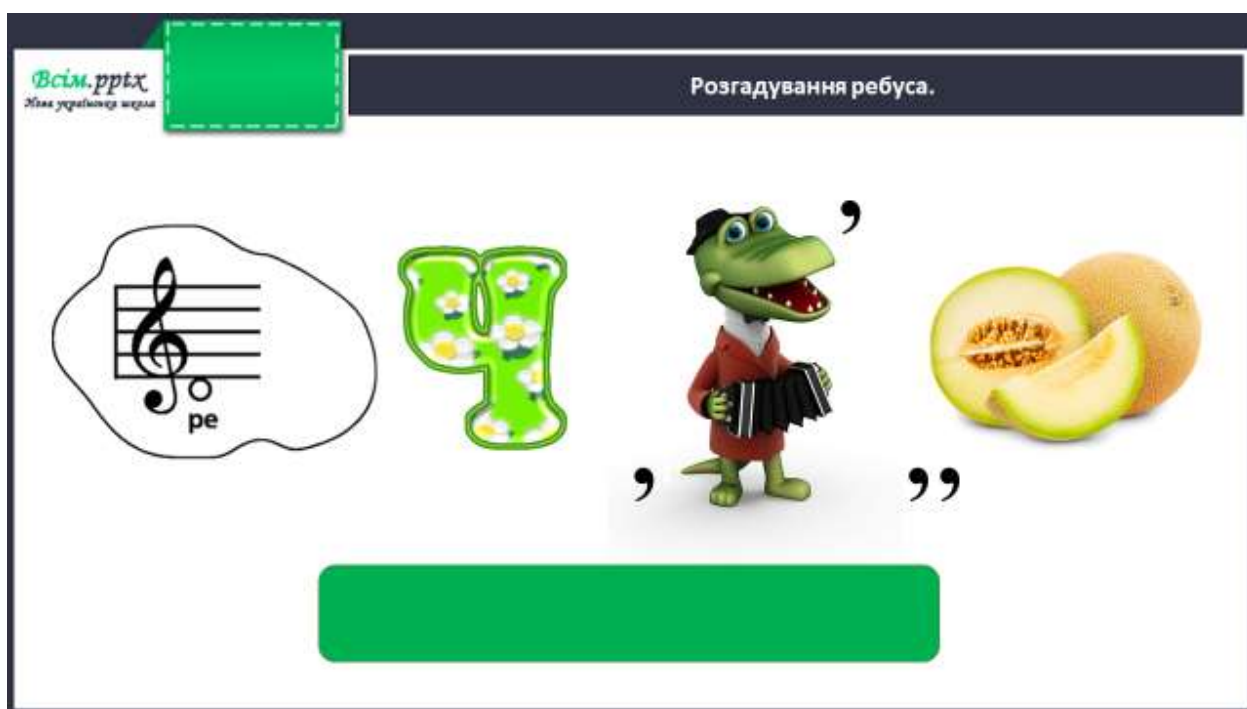 Всім.pptx
Нова українська школа
Розгадування ребуса.
ре
Ч
,
,
,,